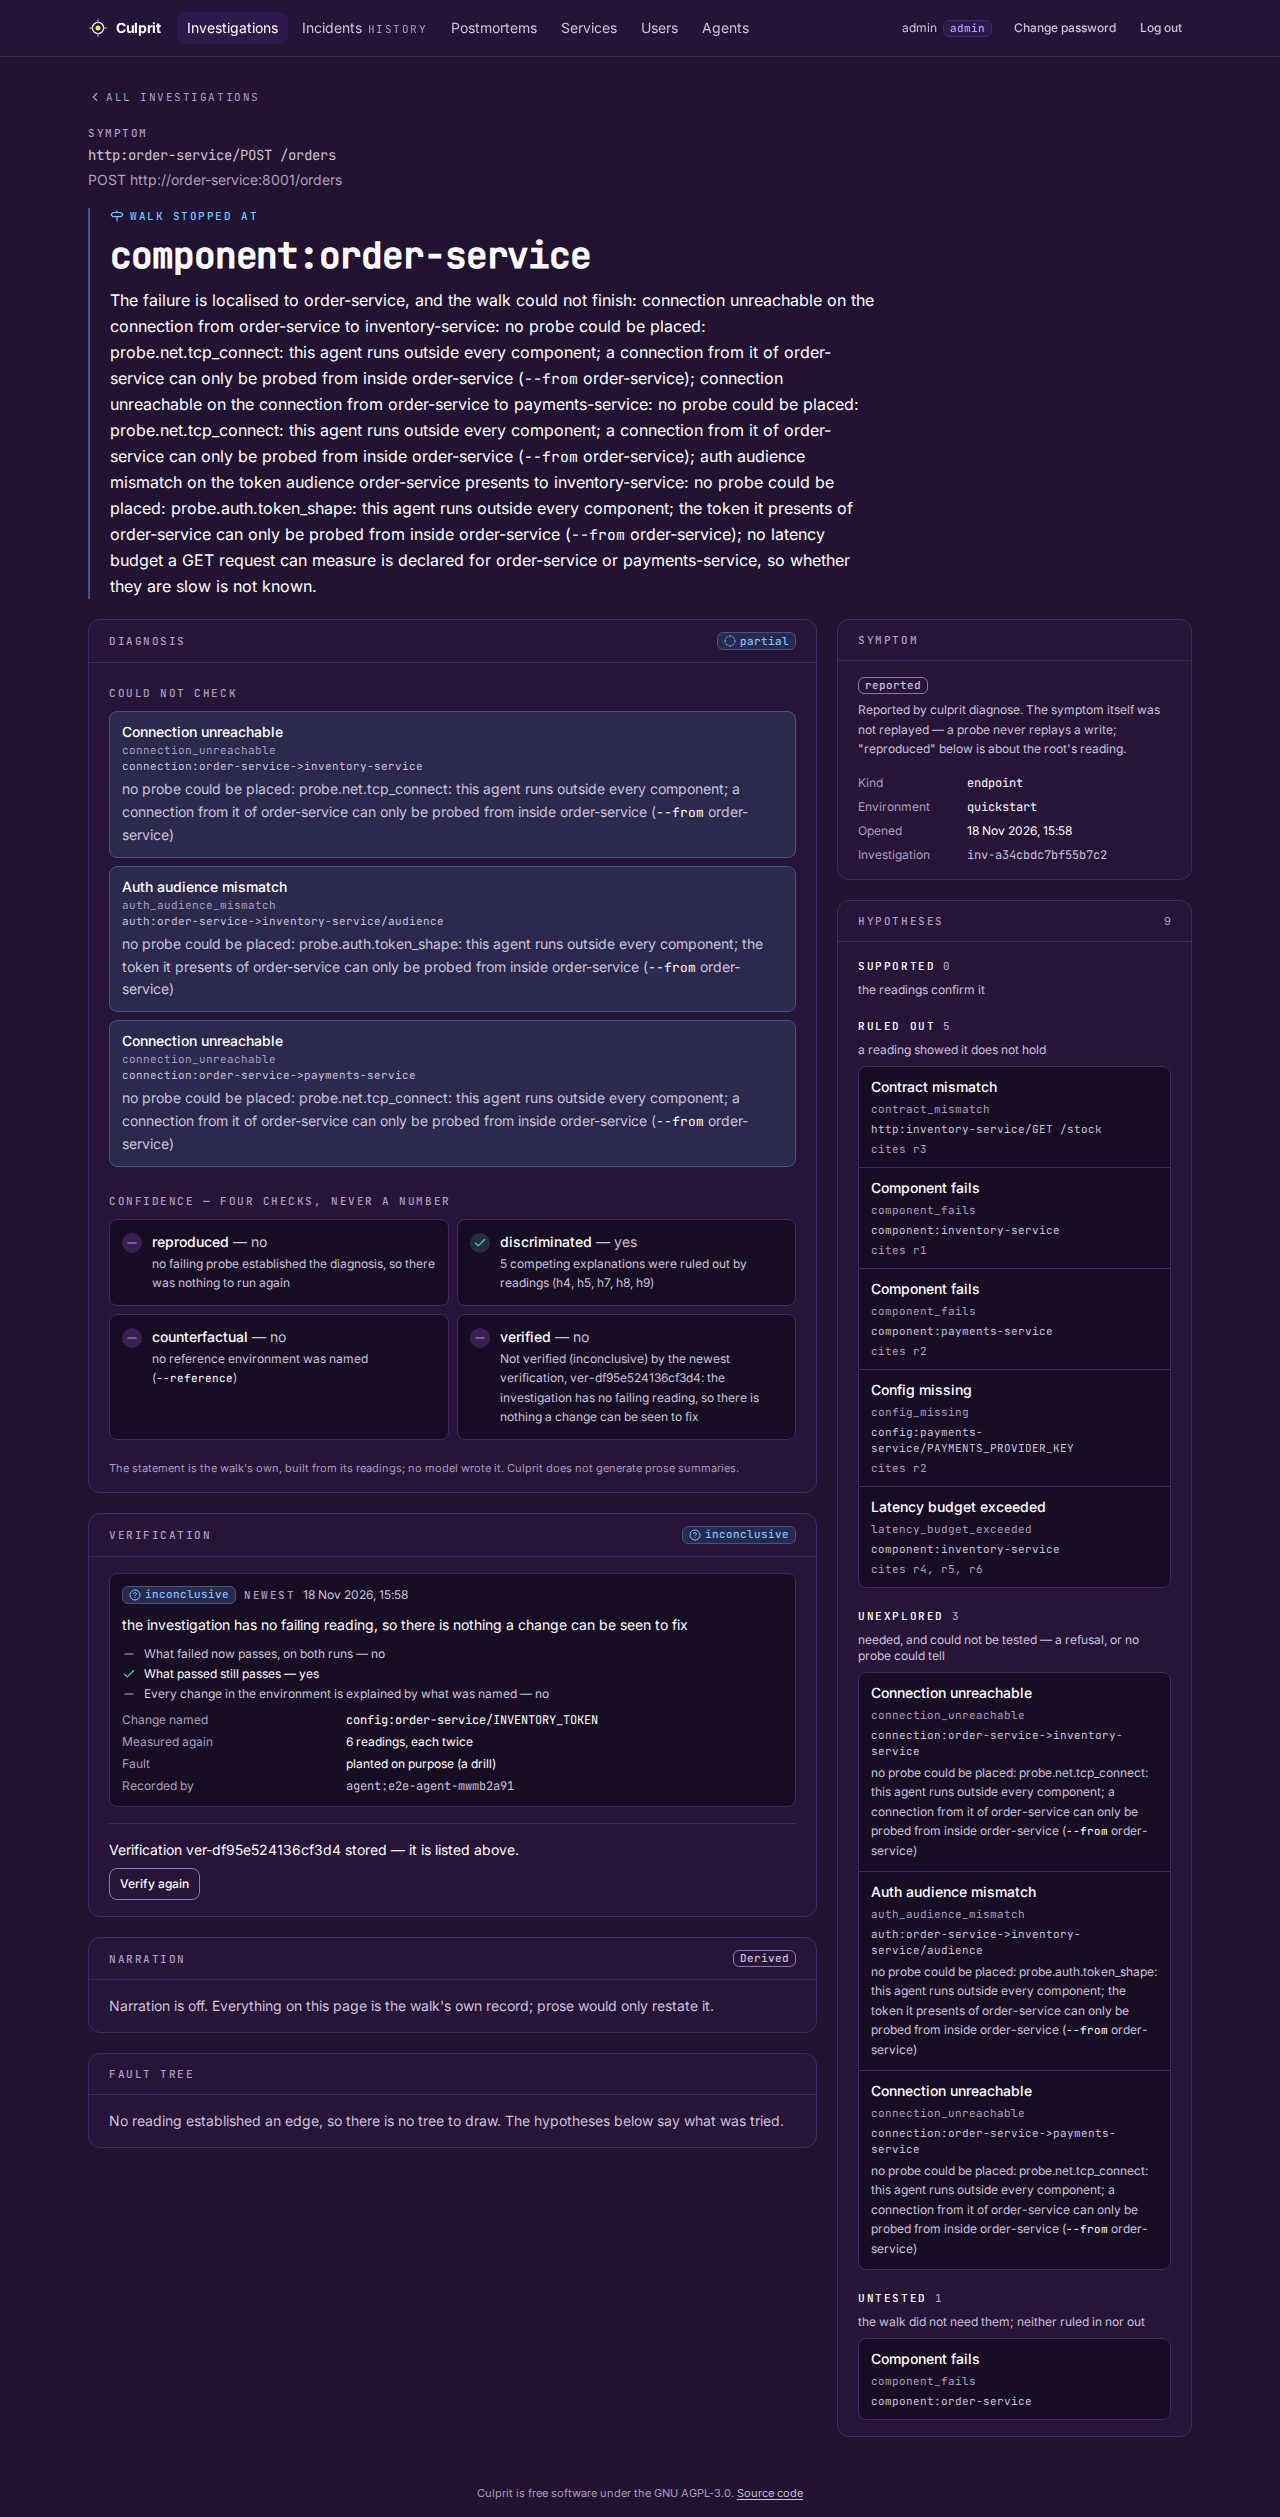 Culprit
Investigations
Incidents HISTORY
Postmortems
Services
Users
Agents
admin admin
Change password
Log out
ALL INVESTIGATIONS
SYMPTOM
http:order-service/POST /orders
POST http://order-service:8001/orders
WALK STOPPED AT
component:order-service
The failure is localised to order-service, and the walk could not finish: connection unreachable on the
connection from order-service to inventory-service: no probe could be placed:
probe.net.tcp_connect: this agent runs outside every component; a connection from it of order-
service can only be probed from inside order-service (--from order-service); connection
unreachable on the connection from order-service to payments-service: no probe could be placed:
probe.net.tcp_connect: this agent runs outside every component; a connection from it of order-
service can only be probed from inside order-service (--from order-service); auth audience
mismatch on the token audience order-service presents to inventory-service: no probe could be
placed: probe.auth.token_shape: this agent runs outside every component; the token it presents of
order-service can only be probed from inside order-service (--from order-service); no latency
budget a GET request can measure is declared for order-service or payments-service, so whether
they are slow is not known.
DIAGNOSIS
partial
COULD NOT CHECK
Connection unreachable
connection_unreachable
connection:order-service->inventory-service
no probe could be placed: probe.net.tcp_connect: this agent runs outside every component; a
connection from it of order-service can only be probed from inside order-service (--from order-
service)
Auth audience mismatch
auth_audience_mismatch
auth:order-service->inventory-service/audience
no probe could be placed: probe.auth.token_shape: this agent runs outside every component; the
token it presents of order-service can only be probed from inside order-service (--from order-
service)
Connection unreachable
connection_unreachable
connection:order-service->payments-service
no probe could be placed: probe.net.tcp_connect: this agent runs outside every component; a
connection from it of order-service can only be probed from inside order-service (--from order-
service)
CONFIDENCE — FOUR CHECKS, NEVER A NUMBER
reproduced — no
no failing probe established the diagnosis, so there
was nothing to run again
discriminated — yes
5 competing explanations were ruled out by
readings (h4, h5, h7, h8, h9)
counterfactual — no
no reference environment was named
(--reference)
verified — no
Not verified (inconclusive) by the newest
verification, ver-df95e524136cf3d4: the
investigation has no failing reading, so there is
nothing a change can be seen to fix
The statement is the walk's own, built from its readings; no model wrote it. Culprit does not generate prose summaries.
VERIFICATION
inconclusive
inconclusive NEWEST 18 Nov 2026, 15:58
the investigation has no failing reading, so there is nothing a change can be seen to fix
What failed now passes, on both runs — no
What passed still passes — yes
Every change in the environment is explained by what was named — no
Change named config:order-service/INVENTORY_TOKEN
Measured again 6 readings, each twice
Fault planted on purpose (a drill)
Recorded by agent:e2e-agent-mwmb2a91
Verification ver-df95e524136cf3d4 stored — it is listed above.
Verify again
NARRATION
Derived
Narration is off. Everything on this page is the walk's own record; prose would only restate it.
FAULT TREE
No reading established an edge, so there is no tree to draw. The hypotheses below say what was tried.
SYMPTOM
reported
Reported by culprit diagnose. The symptom itself was
not replayed — a probe never replays a write;
"reproduced" below is about the root's reading.
Kind endpoint
Environment quickstart
Opened 18 Nov 2026, 15:58
Investigation inv-a34cbdc7bf55b7c2
HYPOTHESES 9
SUPPORTED 0
the readings confirm it
RULED OUT 5
a reading showed it does not hold
Contract mismatch
contract_mismatch
http:inventory-service/GET /stock
cites r3
Component fails
component_fails
component:inventory-service
cites r1
Component fails
component_fails
component:payments-service
cites r2
Config missing
config_missing
config:payments-
service/PAYMENTS_PROVIDER_KEY
cites r2
Latency budget exceeded
latency_budget_exceeded
component:inventory-service
cites r4, r5, r6
UNEXPLORED 3
needed, and could not be tested — a refusal, or no
probe could tell
Connection unreachable
connection_unreachable
connection:order-service->inventory-
service
no probe could be placed: probe.net.tcp_connect:
this agent runs outside every component; a
connection from it of order-service can only be
probed from inside order-service (--from order-
service)
Auth audience mismatch
auth_audience_mismatch
auth:order-service->inventory-
service/audience
no probe could be placed: probe.auth.token_shape:
this agent runs outside every component; the
token it presents of order-service can only be
probed from inside order-service (--from order-
service)
Connection unreachable
connection_unreachable
connection:order-service->payments-
service
no probe could be placed: probe.net.tcp_connect:
this agent runs outside every component; a
connection from it of order-service can only be
probed from inside order-service (--from order-
service)
UNTESTED 1
the walk did not need them; neither ruled in nor out
Component fails
component_fails
component:order-service
Culprit is free software under the GNU AGPL-3.0. Source code